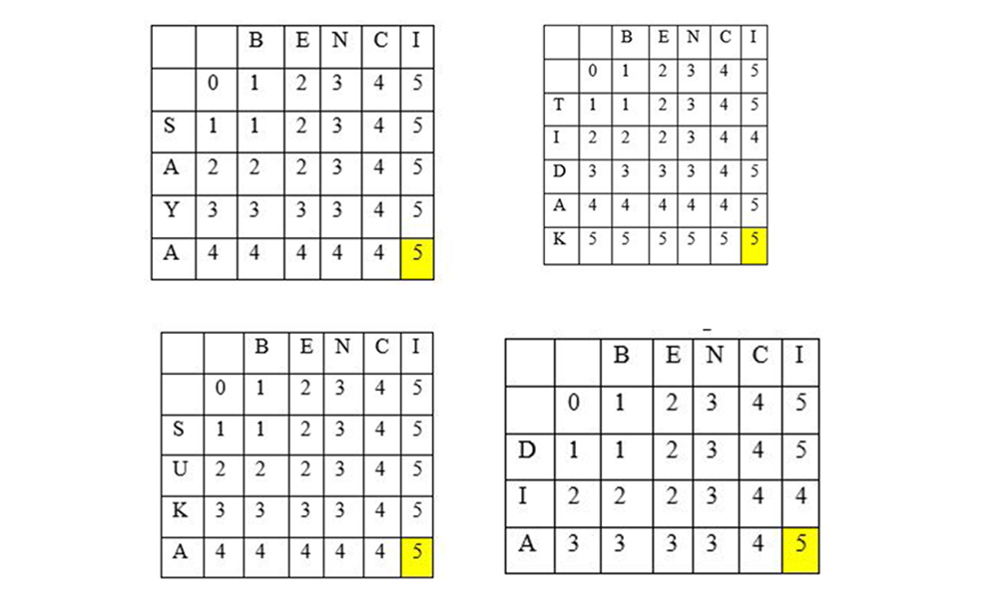 B E N C I
0 1 2 3 4 5
S 1 1 2 3 4 5
A 2 2 2 3 4 5
Y 3 3 3 3 4 5
A 4 4 4 4 4 5
B E N C I
0 1 2 3 4 5
T 1 1 2 3 4 5
I 2 2 2 3 4 4
D 3 3 3 3 4 5
A 4 4 4 4 4 5
K 5 5 5 5 5 5
B E N C I
0 1 2 3 4 5
S 1 1 2 3 4 5
U 2 2 2 3 4 5
K 3 3 3 3 4 5
A 4 4 4 4 4 5
B E N C I
0 1 2 3 4 5
D 1 1 2 3 4 5
I 2 2 2 3 4 4
A 3 3 3 3 4 5